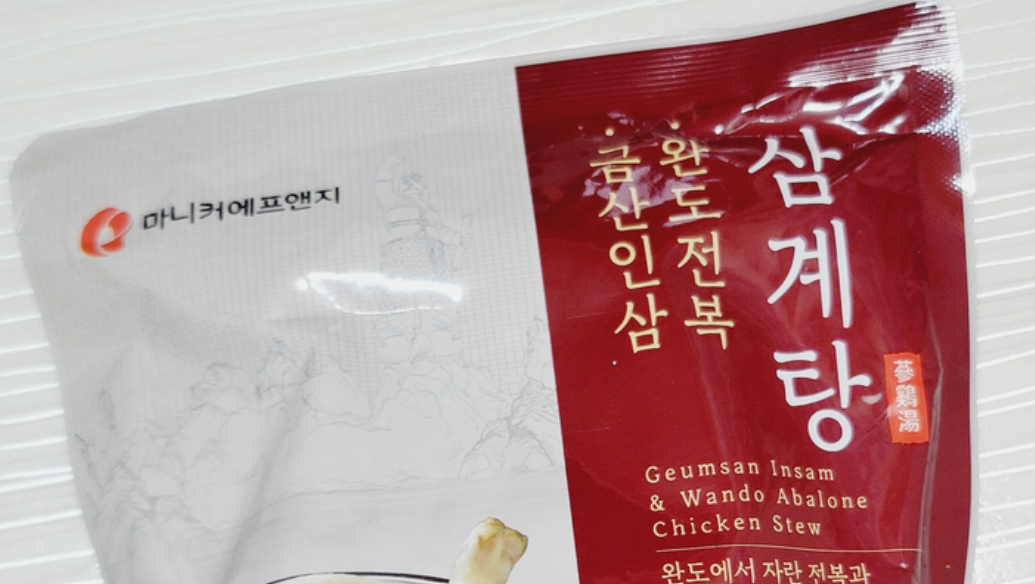 마니커에프앤지
삼계탕
蔘鷄湯
완도전복
금산인삼
Geumsan Insam
& Wando Abalone
Chicken Stew
완도에서 자란 전복과